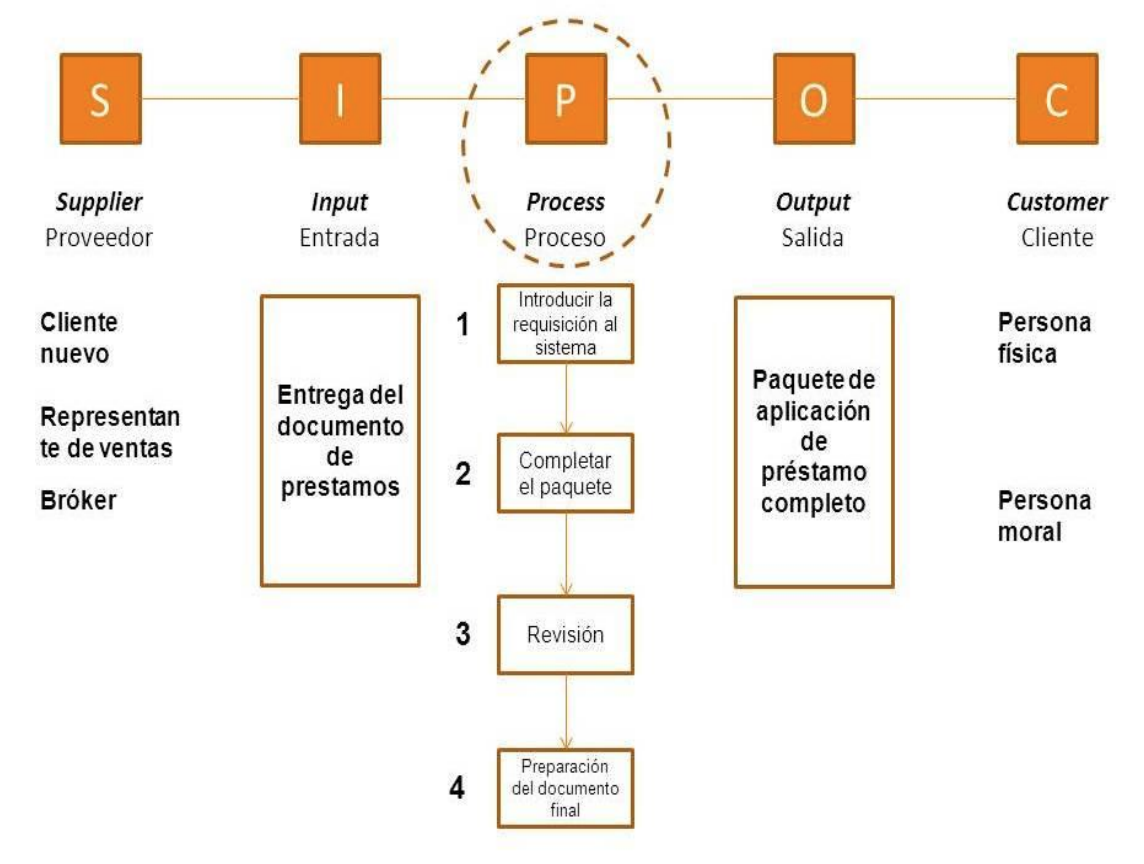 S I P O C
Supplier
Proveedor
Input
Entrada
Process
Proceso
Output
Salida
Customer
Cliente
Cliente
nuevo
Representan
te de ventas
Bróker
Entrega del
documento
de
prestamos
1
Introducir la
requisición al
sistema
2
Completar
el paquete
3
Revisión
4
Preparación
del documento
final
Paquete de
aplicación
de
préstamo
completo
Persona
física
Persona
moral